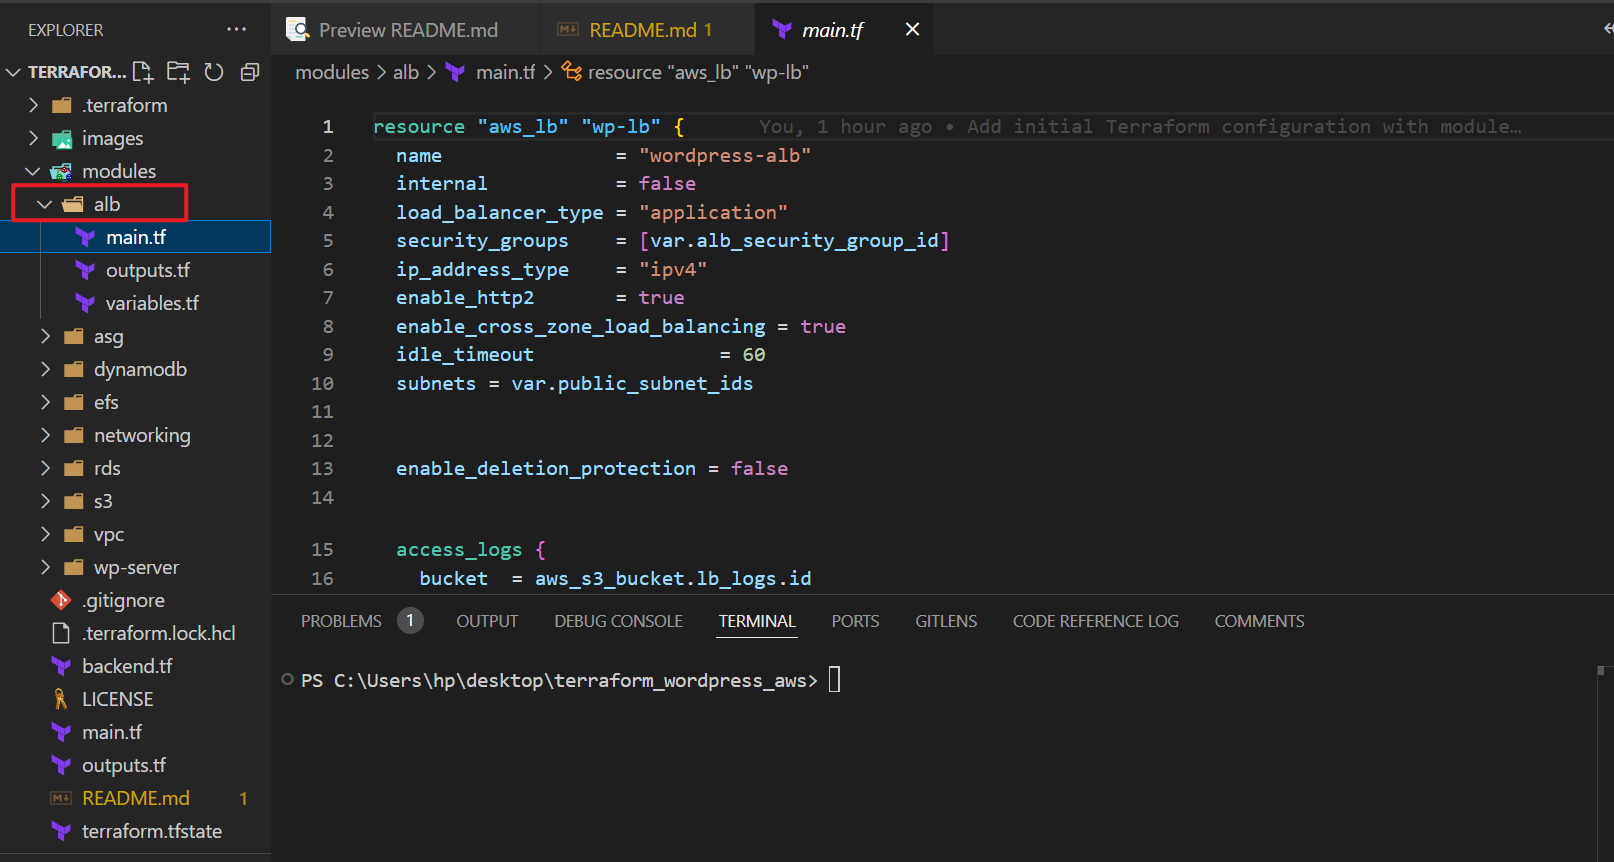 EXPLORER
TERRAFOR...
.terraform
images
modules
alb
main.tf
outputs.tf
variables.tf
asg
dynamodb
efs
networking
rds
s3
vpc
wp-server
.gitignore
.terraform.lock.hcl
backend.tf
LICENSE
main.tf
outputs.tf
README.md 1
terraform.tfstate
Preview README.md
README.md 1
main.tf
modules > alb > main.tf > resource "aws_lb" "wp-lb"
1 resource "aws_lb" "wp-lb" { You, 1 hour ago • Add initial Terraform configuration with module…
2 name = "wordpress-alb"
3 internal = false
4 load_balancer_type = "application"
5 security_groups = [var.alb_security_group_id]
6 ip_address_type = "ipv4"
7 enable_http2 = true
8 enable_cross_zone_load_balancing = true
9 idle_timeout = 60
10 subnets = var.public_subnet_ids
11
12
13 enable_deletion_protection = false
14
15 access_logs {
16 bucket = aws_s3_bucket.lb_logs.id
PROBLEMS 1 OUTPUT DEBUG CONSOLE TERMINAL PORTS GITLENS CODE REFERENCE LOG COMMENTS
PS C:\Users\hp\desktop\terraform_wordpress_aws>